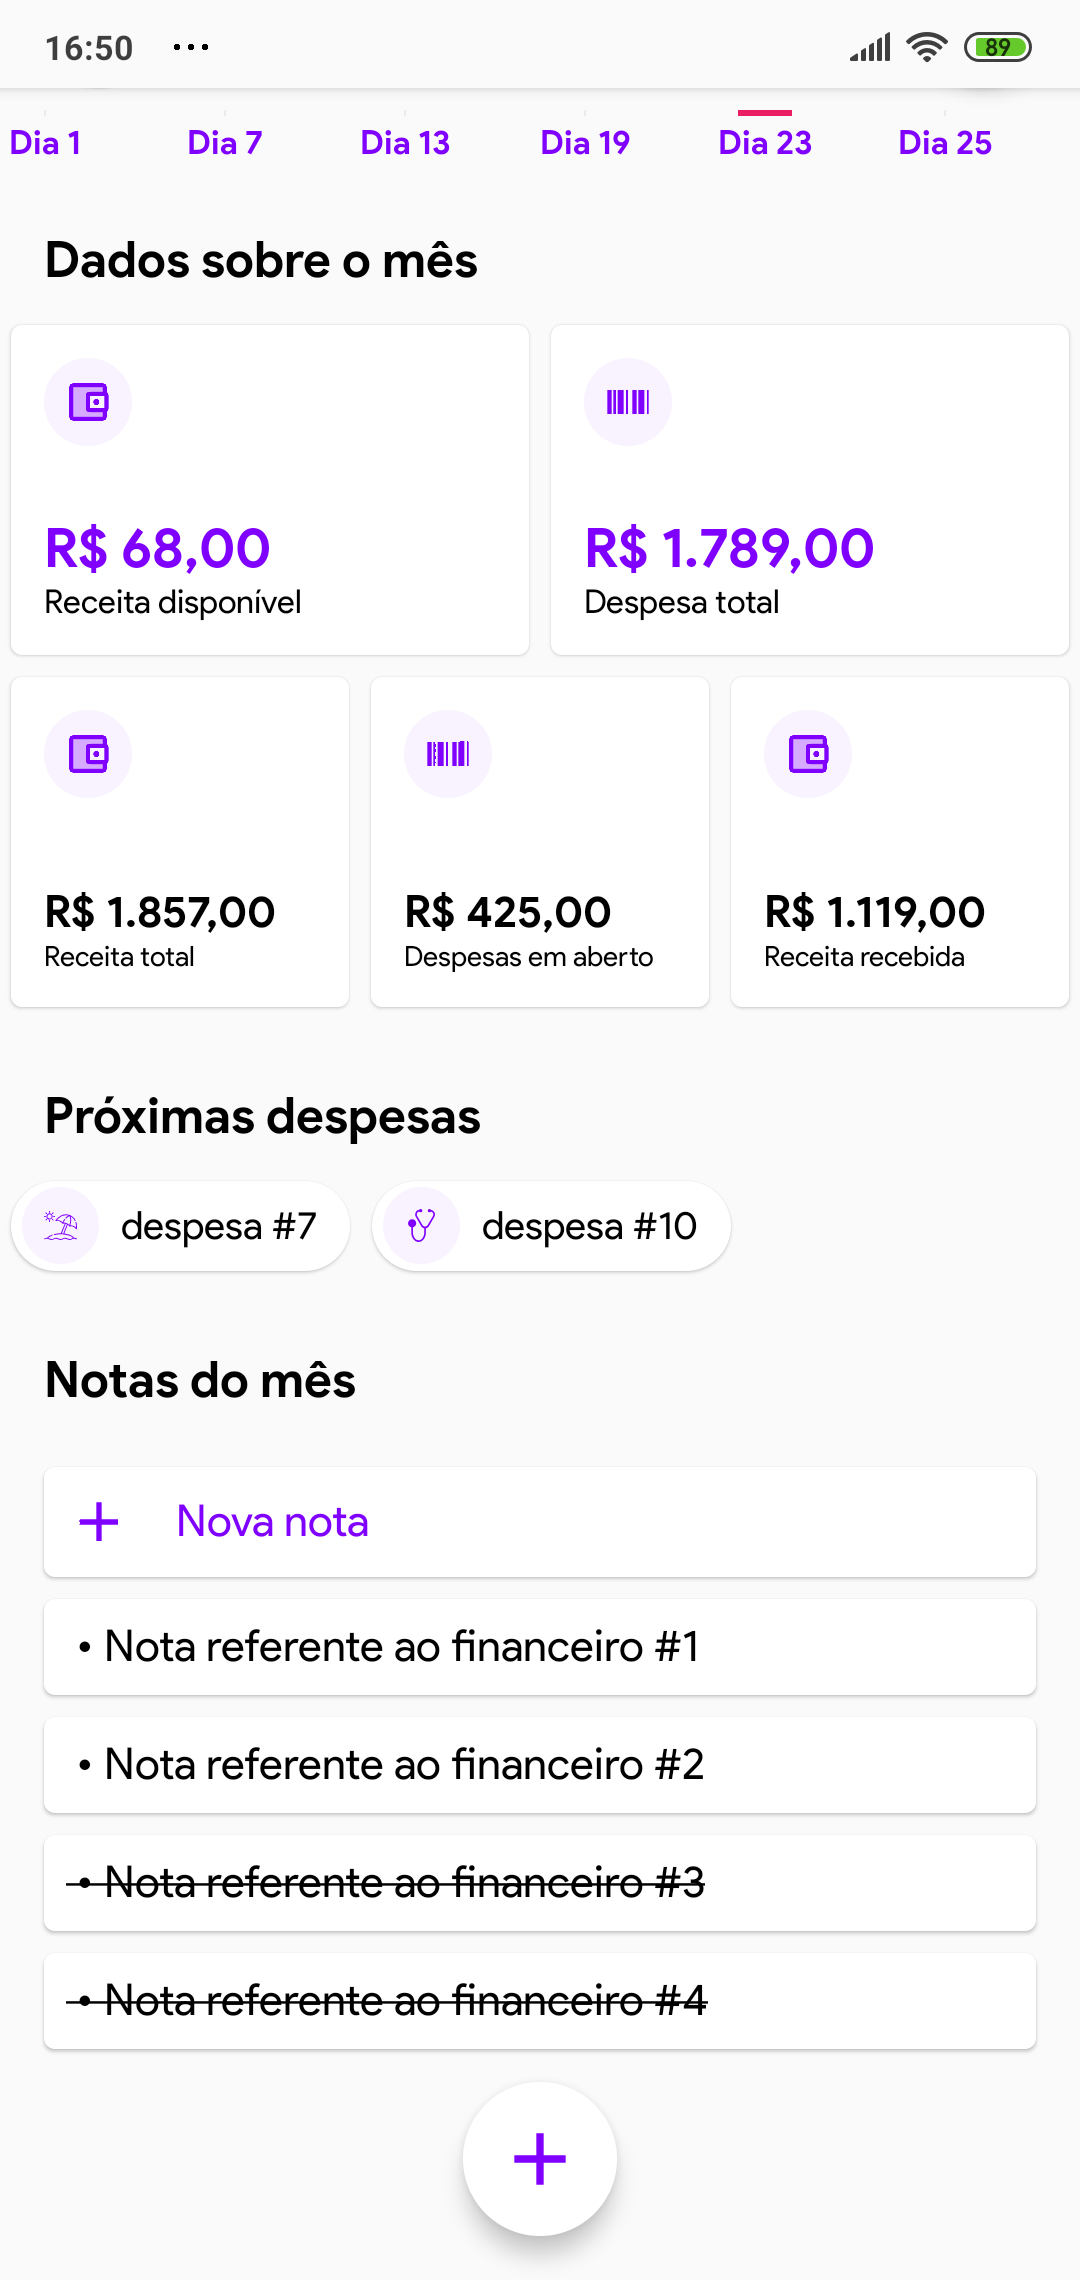 16:50 ... 89
Dia 1 Dia 7 Dia 13 Dia 19 Dia 23 Dia 25
Dados sobre o mês
R$ 68,00 R$ 1.789,00
Receita disponível Despesa total
R$ 1.857,00 R$ 425,00 R$ 1.119,00
Receita total Despesas em aberto Receita recebida
Próximas despesas
despesa #7 despesa #10
Notas do mês
+ Nova nota
• Nota referente ao financeiro #1
• Nota referente ao financeiro #2
• Nota referente ao financeiro #3
• Nota referente ao financeiro #4
+